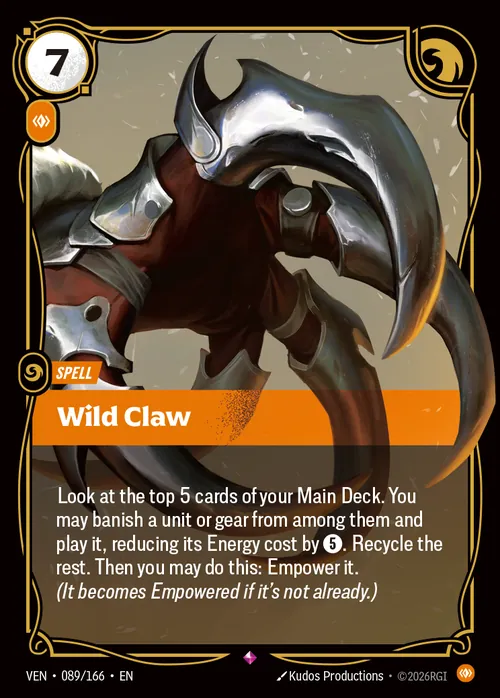 7
SPELL
Wild Claw
Look at the top 5 cards of your Main Deck. You
may banish a unit or gear from among them and
play it, reducing its Energy cost by 5. Recycle the
rest. Then you may do this: Empower it.
(It becomes Empowered if it's not already.)
VEN • 089/166 • EN
Kudos Productions • ©2026RGI